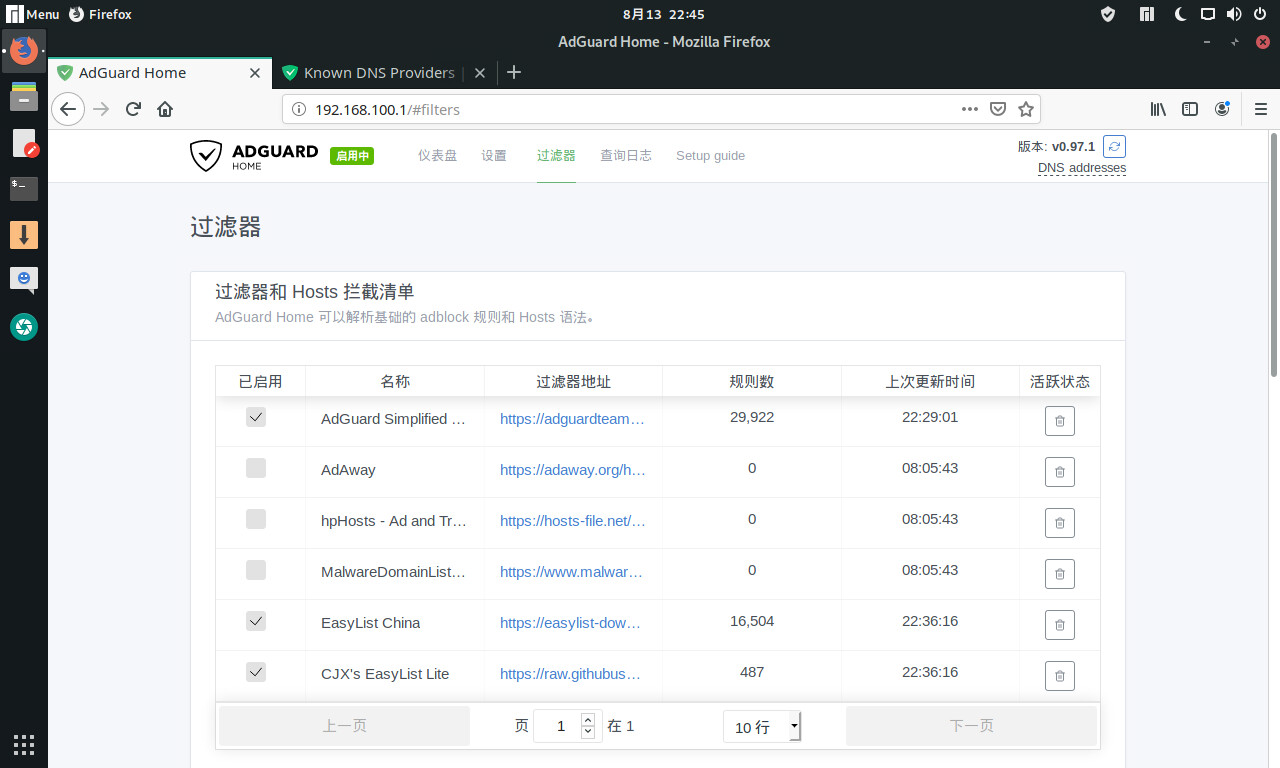 Menu Firefox 8月13 22:45
AdGuard Home - Mozilla Firefox
AdGuard Home Known DNS Providers |
192.168.100.1/#filters
ADGUARD HOME 启用中 仪表盘 设置 过滤器 查询日志 Setup guide 版本: v0.97.1
DNS addresses
过滤器
过滤器和 Hosts 拦截清单
AdGuard Home 可以解析基础的 adblock 规则和 Hosts 语法。
已启用 名称 过滤器地址 规则数 上次更新时间 活跃状态
AdGuard Simplified … https://adguardteam… 29,922 22:29:01
AdAway https://adaway.org/h… 0 08:05:43
hpHosts - Ad and Tr… https://hosts-file.net/… 0 08:05:43
MalwareDomainList… https://www.malwar… 0 08:05:43
EasyList China https://easylist-dow… 16,504 22:36:16
CJX's EasyList Lite https://raw.githubus… 487 22:36:16
上一页 页 1 在 1 10 行 下一页